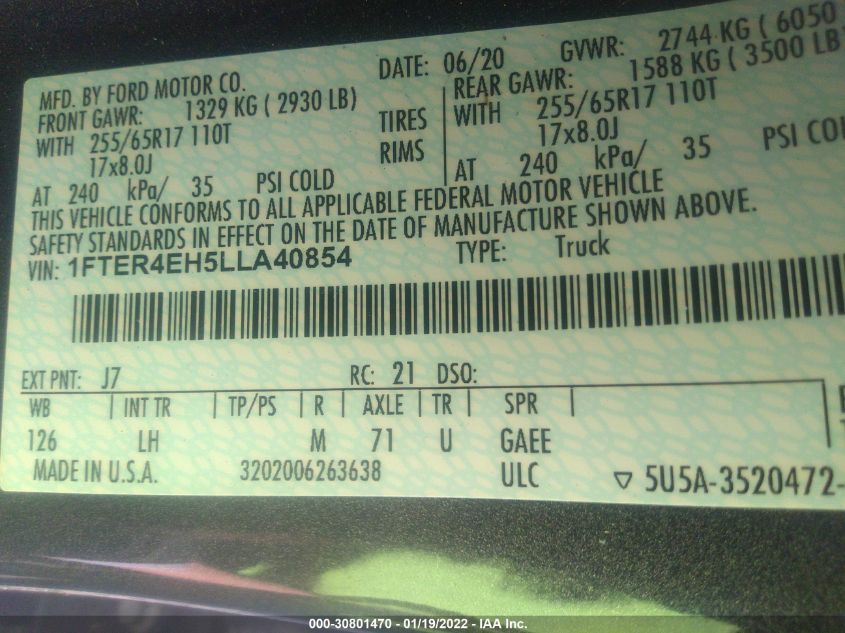 MFD. BY FORD MOTOR CO. DATE: 06/20 GVWR: 2744 KG ( 6050
FRONT GAWR: 1329 KG ( 2930 LB) REAR GAWR: 1588 KG ( 3500 LB)
WITH 255/65R17 110T TIRES WITH 255/65R17 110T
17x8.0J RIMS 17x8.0J
AT 240 kPa/ 35 PSI COLD AT 240 kPa/ 35 PSI COLD
THIS VEHICLE CONFORMS TO ALL APPLICABLE FEDERAL MOTOR VEHICLE
SAFETY STANDARDS IN EFFECT ON THE DATE OF MANUFACTURE SHOWN ABOVE.
VIN: 1FTER4EH5LLA40854 TYPE: Truck
EXT PNT: J7 RC: 21 DSO:
WB | INT TR | TP/PS | R | AXLE | TR | SPR |
126 LH M 71 U GAEE
MADE IN U.S.A. 3202006263638 ULC ▽ 5U5A-3520472-
000-30801470 - 01/19/2022 - IAA Inc.